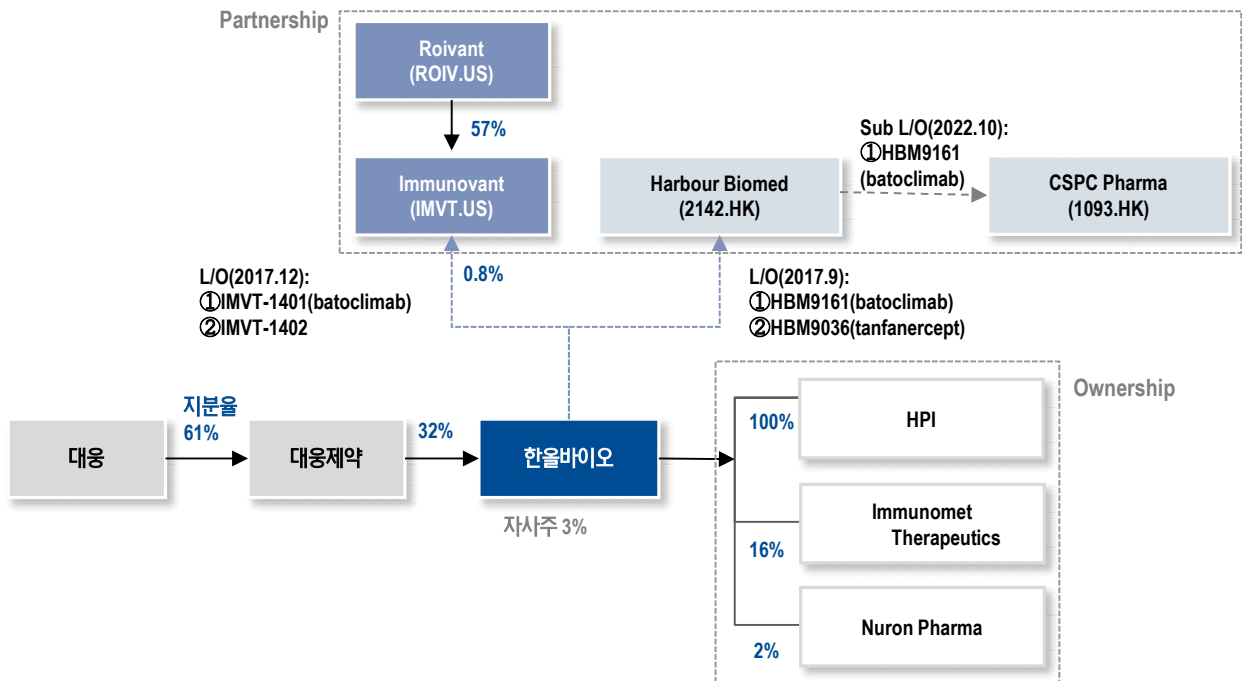 Partnership
Roivant
(ROIV.US)
57%
Immunovant
(IMVT.US)
Harbour Biomed
(2142.HK)
Sub L/O(2022.10):
①HBM9161
(batoclimab)
CSPC Pharma
(1093.HK)
L/O(2017.12):
①IMVT-1401(batoclimab)
②IMVT-1402
0.8%
L/O(2017.9):
①HBM9161(batoclimab)
②HBM9036(tanfanercept)
Ownership
대웅
지분율
61%
대웅제약
32%
한올바이오
자사주 3%
100%
HPI
16%
Immunomet
Therapeutics
2%
Nuron Pharma